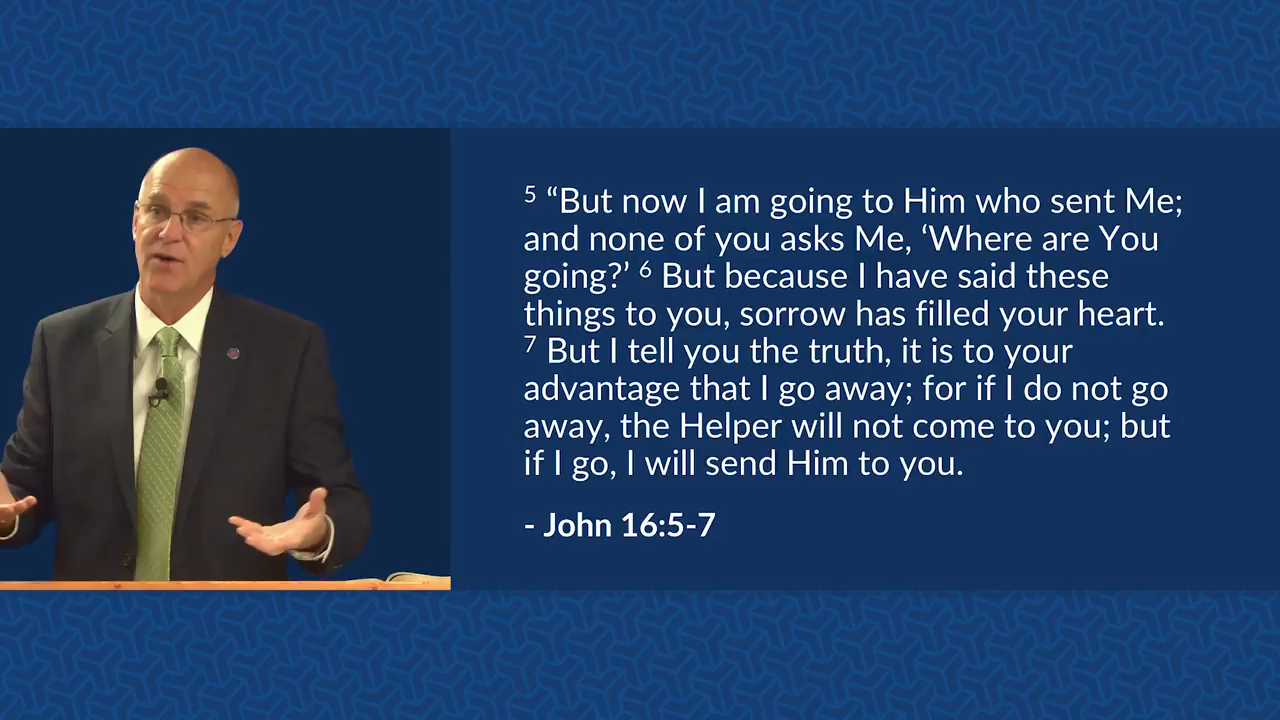 5 “But now I am going to Him who sent Me;
and none of you asks Me, ‘Where are You
going?’ 6 But because I have said these
things to you, sorrow has filled your heart.
7 But I tell you the truth, it is to your
advantage that I go away; for if I do not go
away, the Helper will not come to you; but
if I go, I will send Him to you.
- John 16:5-7